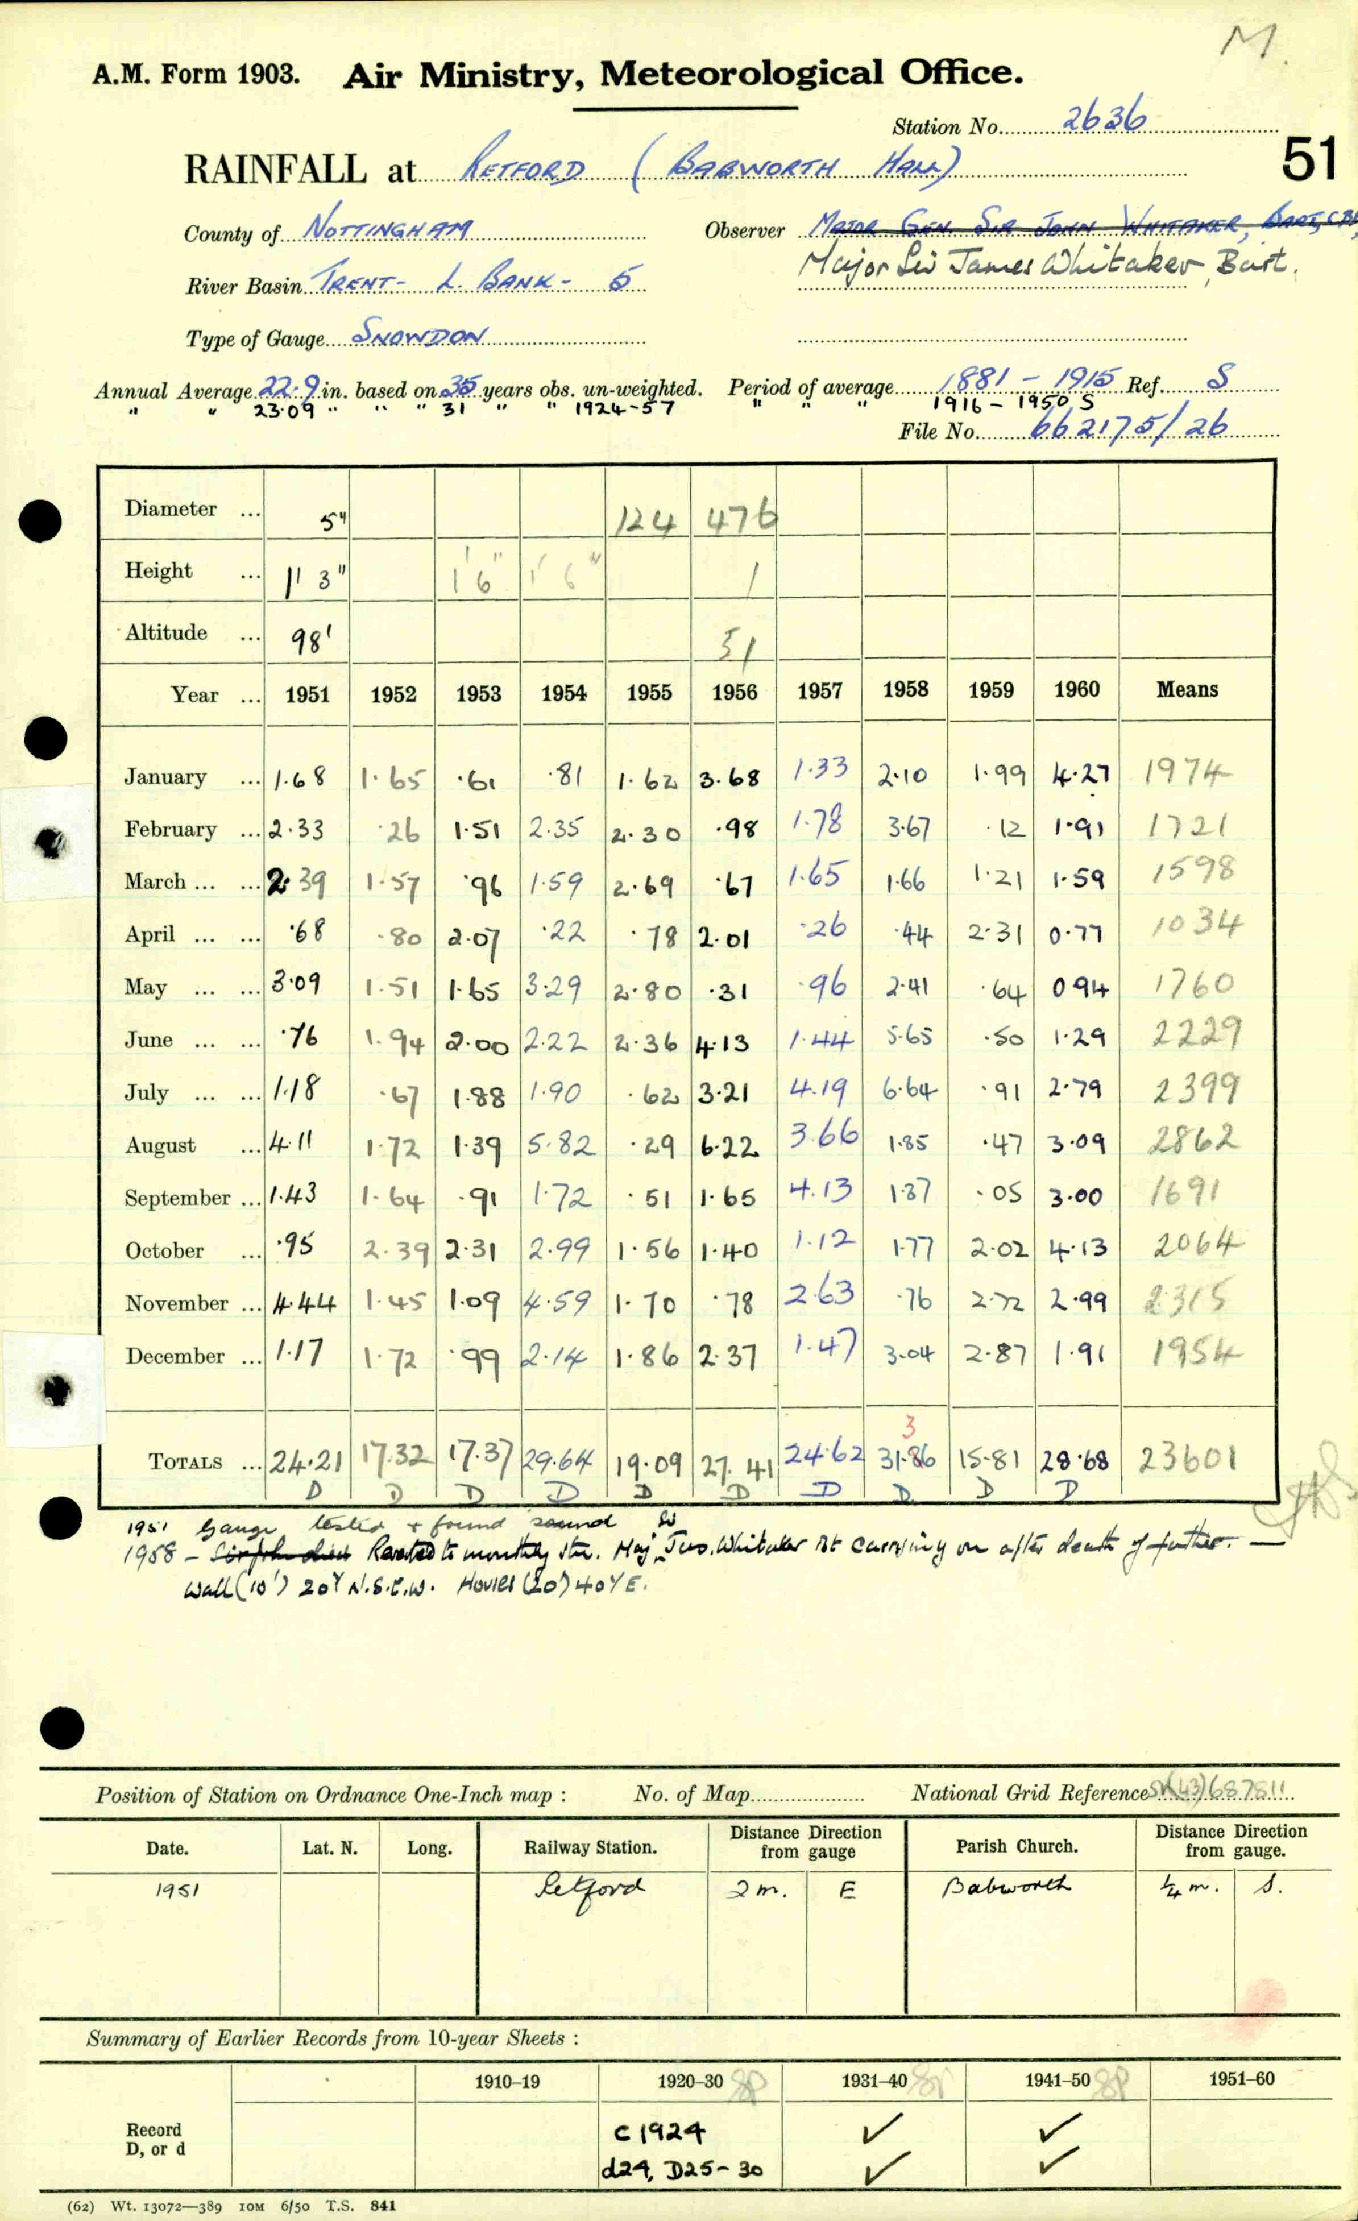 M.
A.M. Form 1903. Air Ministry, Meteorological Office.
Station No. 2636
RAINFALL at RETFORD (BABWORTH HALL) 51
County of NOTTINGHAM Observer MAJOR GEN. SIR JOHN WHITAKER, BART, C.B.
River Basin TRENT - L. BANK - 5 Major Sir James Whitaker, Bart.
Type of Gauge SNOWDON
Annual Average 22.9 in. based on 35 years obs. un-weighted. Period of average 1881 - 1915 Ref. S
" " 23.09 " " " 31 " " 1924-57 " " " 1916 - 1950 S
File No. 662175/26
Diameter ... 5" 124 476
Height ... 1' 3" 1' 6" 1' 6" 1
Altitude ... 98' 51
Year ... 1951 1952 1953 1954 1955 1956 1957 1958 1959 1960 Means
January ... 1.68 1.65 .61 .81 1.62 3.68 1.33 2.10 1.99 4.27 1974
February ... 2.33 .26 1.51 2.35 2.30 .98 1.78 3.67 .12 1.91 1721
March ... ... 2.39 1.57 .96 1.59 2.69 .67 1.65 1.66 1.21 1.59 1598
April ... ... .68 .80 2.07 .22 .78 2.01 .26 .44 2.31 0.77 1034
May ... ... 3.09 1.51 1.65 3.29 2.80 .31 .96 2.41 .64 0.94 1760
June ... ... .76 1.94 2.00 2.22 2.36 4.13 1.44 5.65 .50 1.29 2229
July ... ... 1.18 .67 1.88 1.90 .62 3.21 4.19 6.64 .91 2.79 2399
August ... 4.11 1.72 1.39 5.82 .29 6.22 3.66 1.85 .47 3.09 2862
September ... 1.43 1.64 .91 1.72 .51 1.65 4.13 1.87 .05 3.00 1691
October ... .95 2.39 2.31 2.99 1.56 1.40 1.12 1.77 2.02 4.13 2064
November ... 4.44 1.45 1.09 4.59 1.70 .78 2.63 .76 2.72 2.99 2315
December ... 1.17 1.72 .99 2.14 1.86 2.37 1.47 3.04 2.87 1.91 1954
3
TOTALS ... 24.21 17.32 17.37 29.64 19.09 27.41 24.62 31.86 15.81 28.68 23601
D D D D D D D D D D
1951 Gauge tested + found sound
1958 - Sir John died to monthly stn. Maj. Sir Jas. Whitaker Bt carrying on after death of father. —
Wall (10') 20Y N.S.E.W. (20') 40Y E.
Position of Station on Ordnance One-Inch map : No. of Map National Grid Reference SK(43)687811
Date. Lat. N. Long. Railway Station. Distance from gauge Direction Parish Church. Distance from gauge. Direction
1951 Retford 2 m. E Babworth 1/4 m. S.
Summary of Earlier Records from 10-year Sheets :
1910–19 1920–30 1931–40 1941–50 1951–60
Record C 1924 ✓ ✓
D, or d d24, D25-30 ✓ ✓
(62) Wt. 13072—389 10M 6/50 T.S. 841